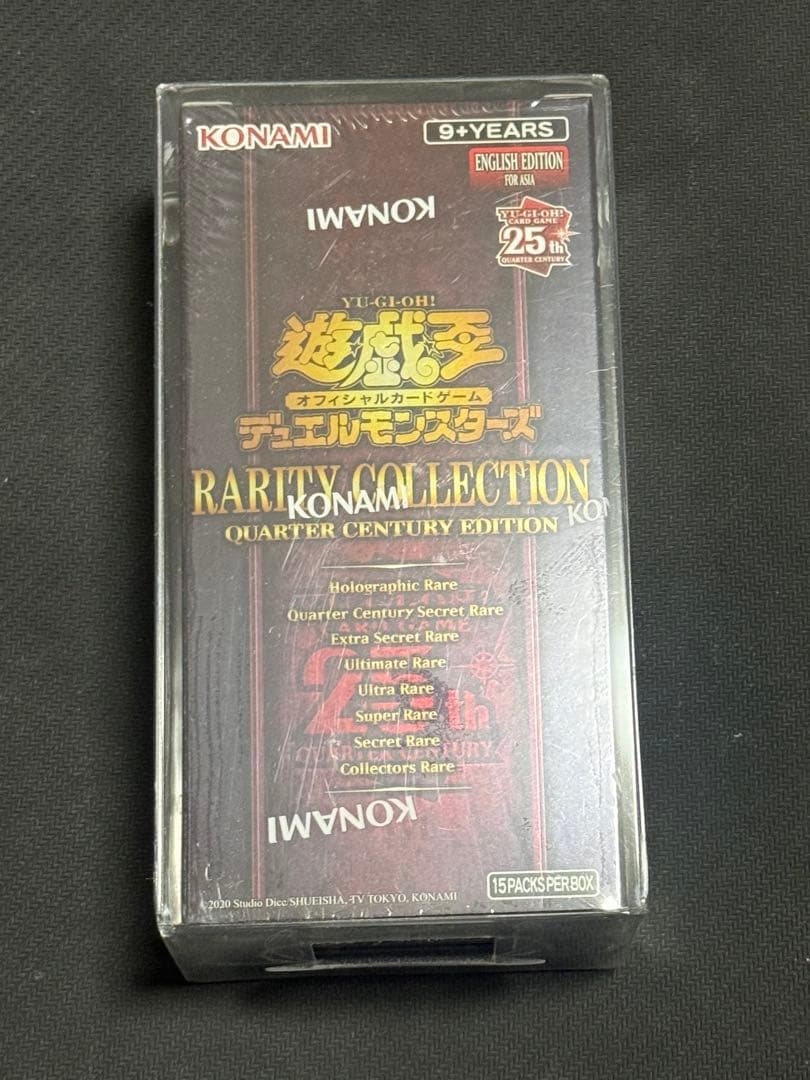 KONAMI
9+YEARS
ENGLISH EDITION
FOR ASIA
KONAMI
YU-GI-OH!
CARD GAME
25th
QUARTER CENTURY
YU-GI-OH!
遊戯王
オフィシャルカードゲーム
デュエルモンスターズ
RARITY COLLECTION
KONAMI
KON
QUARTER CENTURY EDITION
Holographic Rare
Quarter Century Secret Rare
Extra Secret Rare
Ultimate Rare
Ultra Rare
Super Rare
Secret Rare
Collectors Rare
25th
QUARTER CENTURY
KONAMI
15 PACKS PER BOX
©2020 Studio Dice/SHUEISHA, TV TOKYO, KONAMI